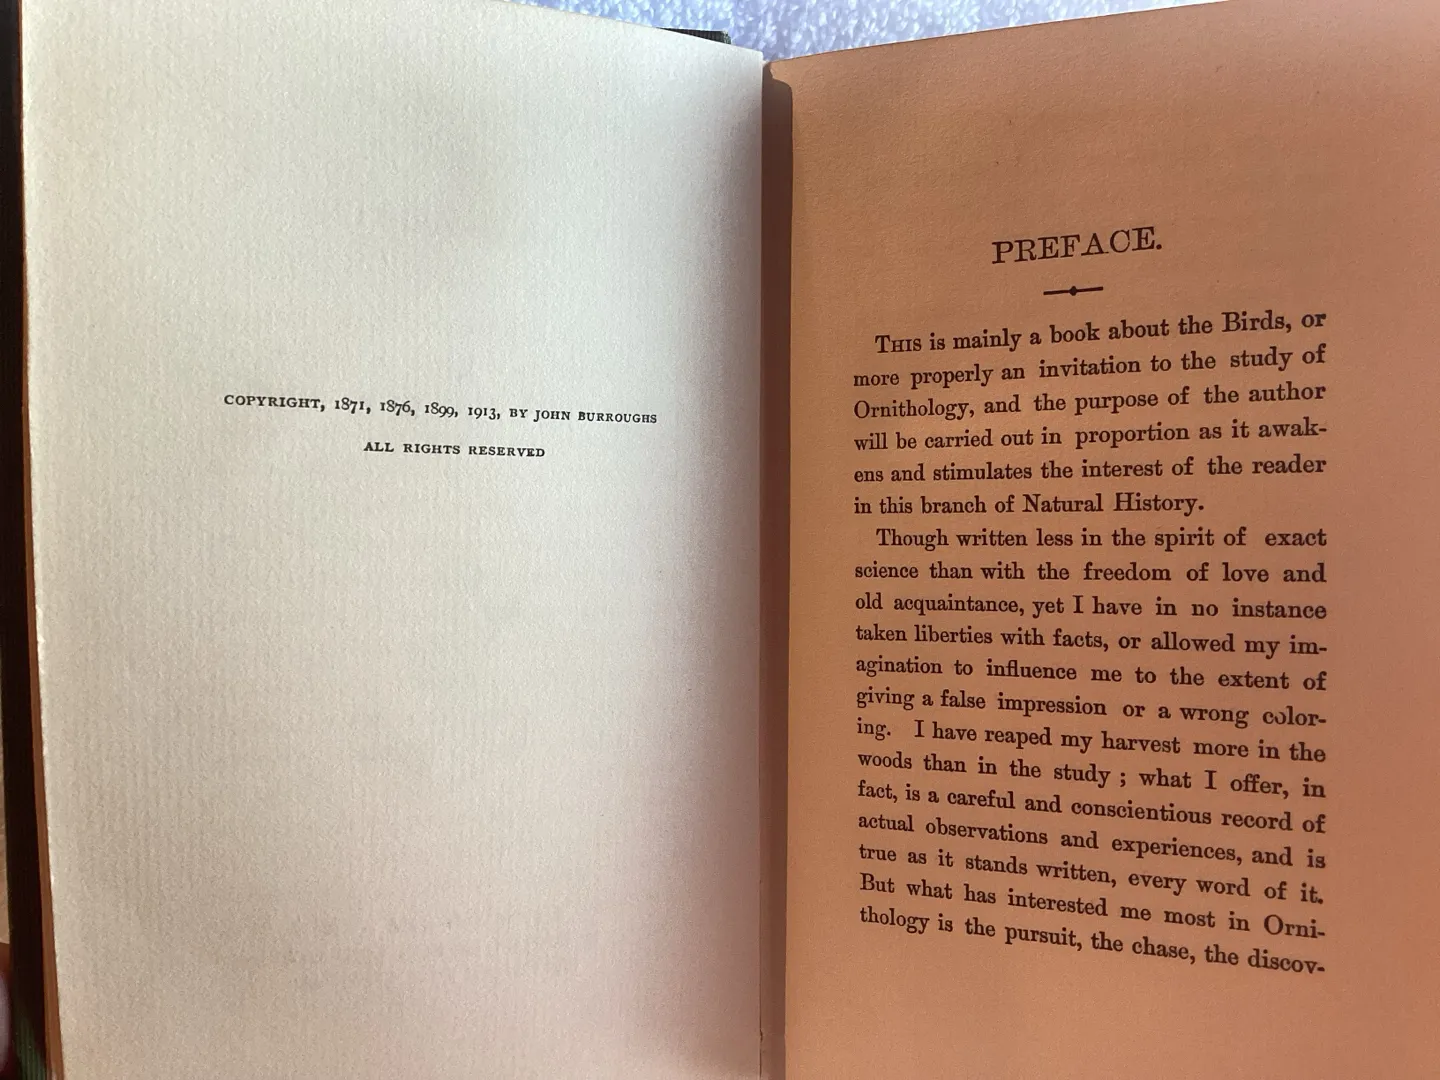 COPYRIGHT, 1871, 1876, 1899, 1913, BY JOHN BURROUGHS
ALL RIGHTS RESERVED
PREFACE.
THIS is mainly a book about the Birds, or
more properly an invitation to the study of
Ornithology, and the purpose of the author
will be carried out in proportion as it awak-
ens and stimulates the interest of the reader
in this branch of Natural History.
Though written less in the spirit of exact
science than with the freedom of love and
old acquaintance, yet I have in no instance
taken liberties with facts, or allowed my im-
agination to influence me to the extent of
giving a false impression or a wrong color-
ing. I have reaped my harvest more in the
woods than in the study ; what I offer, in
fact, is a careful and conscientious record of
actual observations and experiences, and is
true as it stands written, every word of it.
But what has interested me most in Orni-
thology is the pursuit, the chase, the discov-